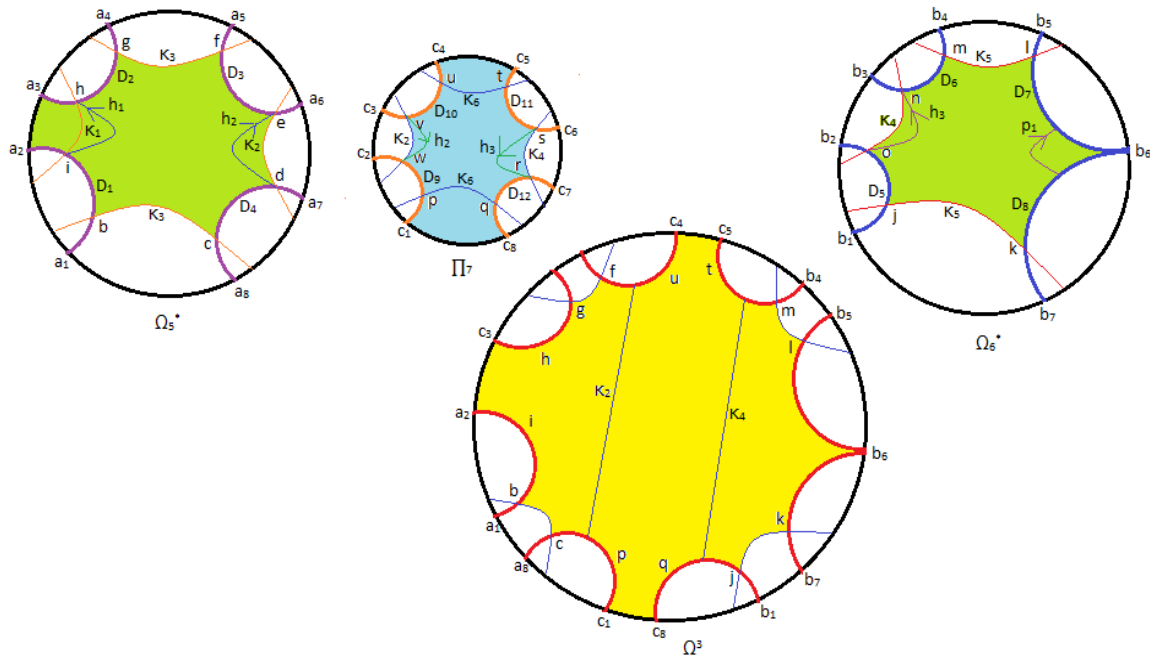 a₄ a₅
g K₃ f
D₂ D₃
a₃ h h₁ h₂ a₆
K₁ K₂ e
a₂ i d
D₁ K₃ D₄ a₇
b c
a₁ a₈
Ω₅*
c₄ c₅
u K₆ t
c₃ D₁₀ D₁₁ c₆
v s
K₂ h₂ h₃ K₄
c₂ w r
D₉ K₆ D₁₂ c₇
p q
c₁ c₈
∏₇
b₄ b₅
m K₅ l
b₃ D₆ D₇
n h₃
K₄ p₁
b₂ o b₆
D₅ D₈
j K₅ k
b₁ b₇
Ω₆*
c₄ c₅
f u t b₄
g m b₅
c₃ h l
K₂ K₄
a₂ i b₆
b k
a₁ c p q j b₇
a₈ b₁
c₁ c₈
Ω³